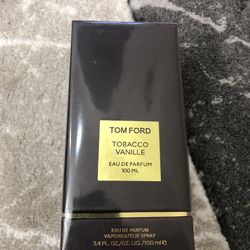 TOM FORD
TOBACCO
VANILLE
EAU DE PARFUM
100 ML
EAU DE PARFUM
VAPORISATEUR SPRAY
3.4 FL.OZ./OZ.LIQ./100 ml ℮